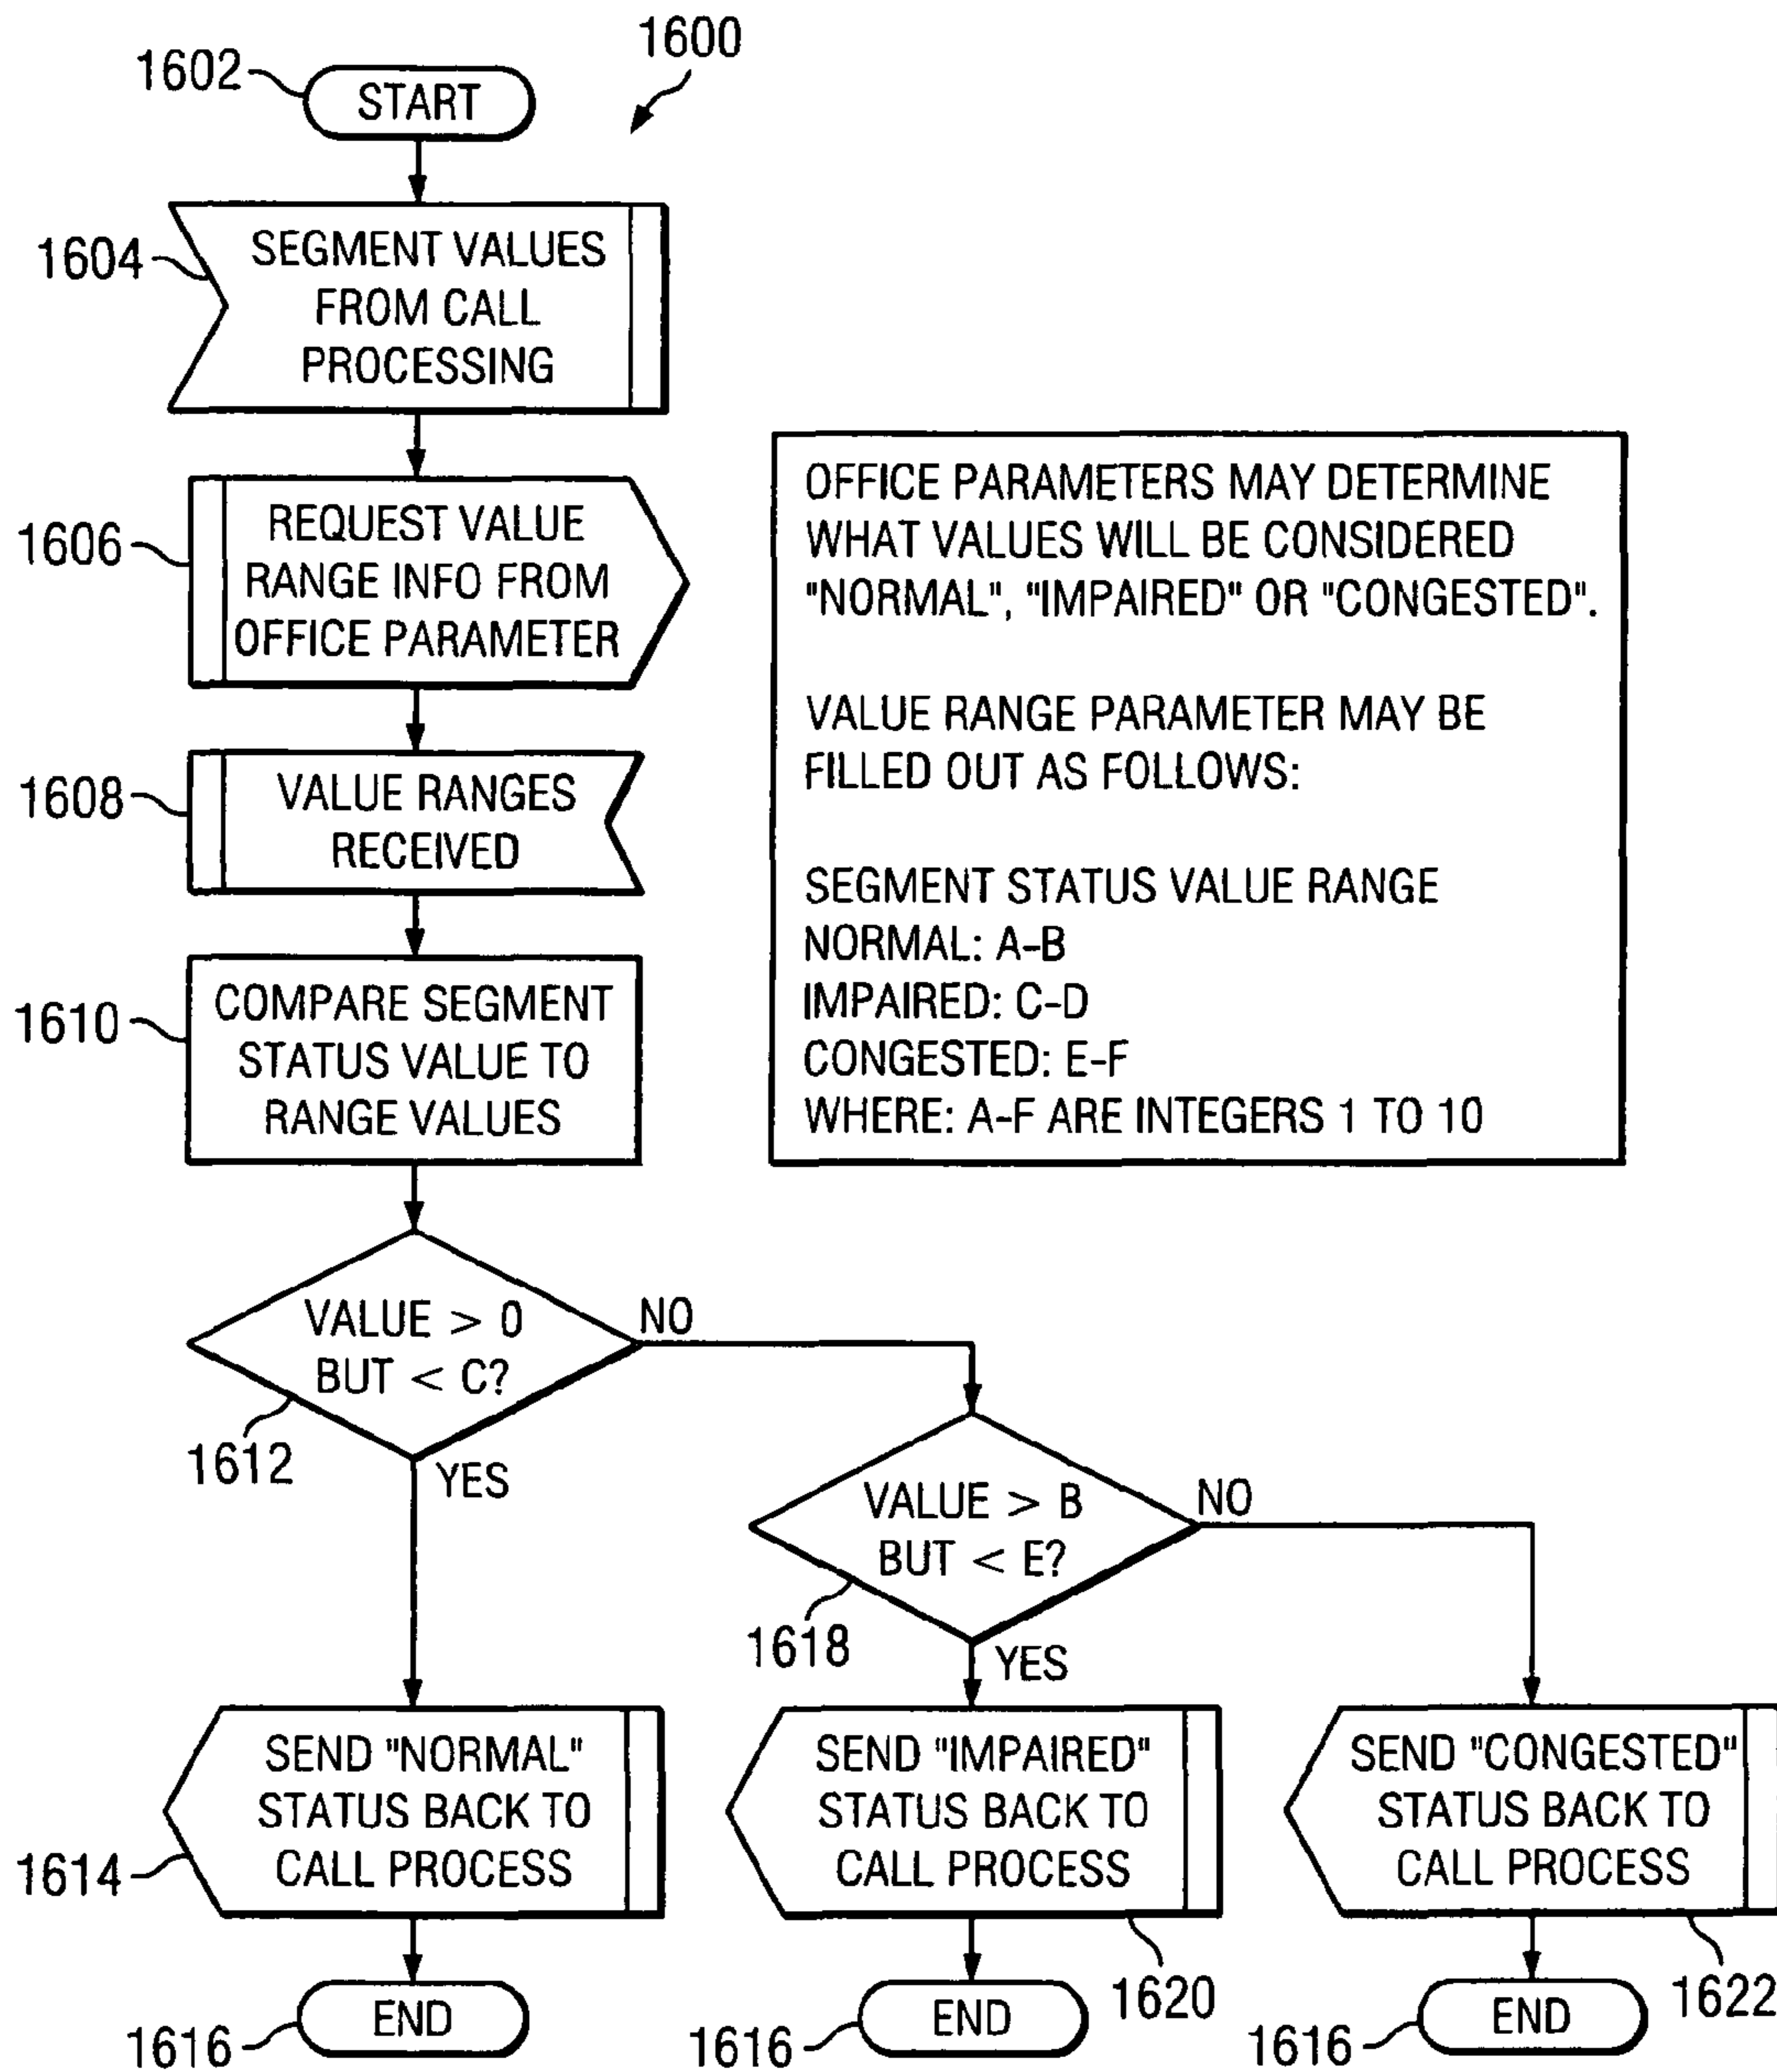 1600
1602
START
1604
SEGMENT VALUES
FROM CALL
PROCESSING
1606
REQUEST VALUE
RANGE INFO FROM
OFFICE PARAMETER
1608
VALUE RANGES
RECEIVED
1610
COMPARE SEGMENT
STATUS VALUE TO
RANGE VALUES
OFFICE PARAMETERS MAY DETERMINE
WHAT VALUES WILL BE CONSIDERED
"NORMAL", "IMPAIRED" OR "CONGESTED".
VALUE RANGE PARAMETER MAY BE
FILLED OUT AS FOLLOWS:
SEGMENT STATUS VALUE RANGE
NORMAL: A-B
IMPAIRED: C-D
CONGESTED: E-F
WHERE: A-F ARE INTEGERS 1 TO 10
VALUE > 0
BUT < C?
NO
1612
YES
VALUE > B
BUT < E?
NO
1618
YES
SEND "NORMAL"
STATUS BACK TO
CALL PROCESS
1614
SEND "IMPAIRED"
STATUS BACK TO
CALL PROCESS
1620
SEND "CONGESTED"
STATUS BACK TO
CALL PROCESS
1622
END
1616
END
1616
END
1616